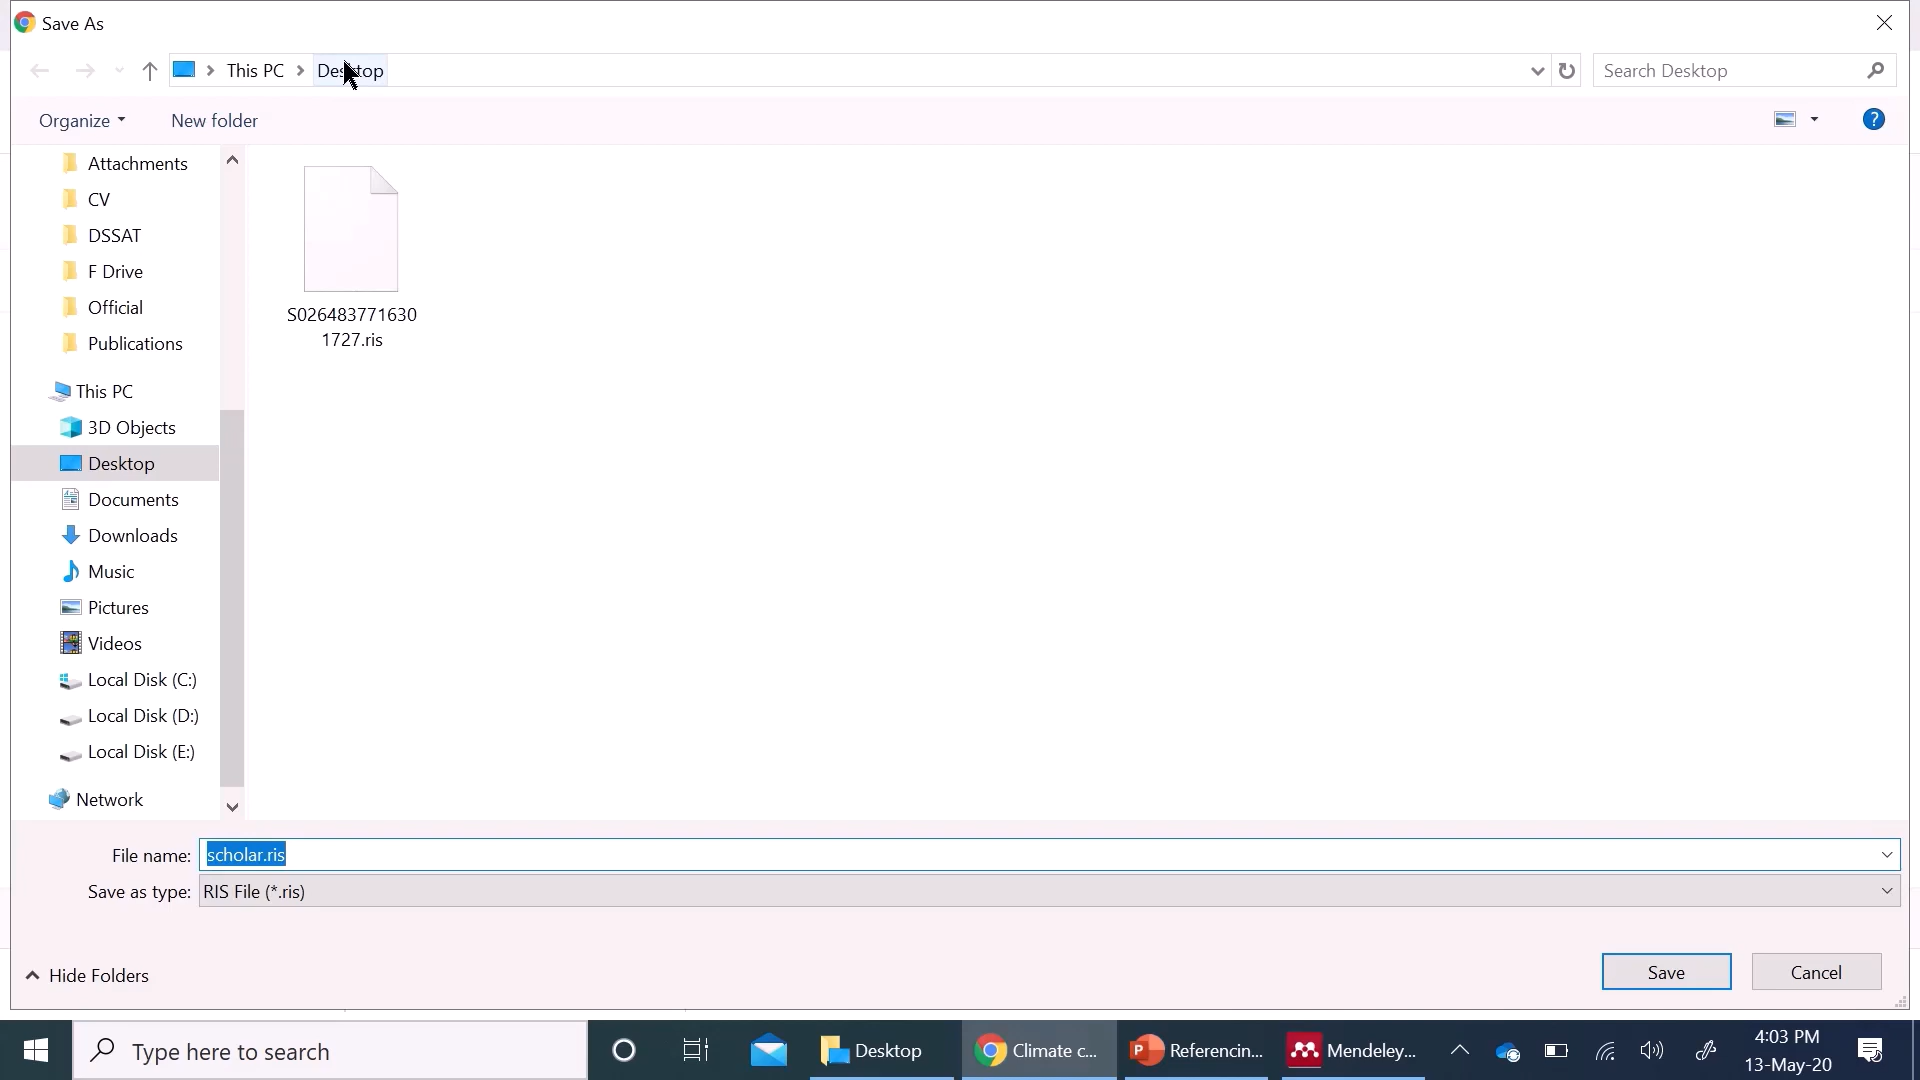 Save As
This PC
Desktop
Search Desktop
Organize
New folder
?
Attachments
CV
DSSAT
F Drive
Official
Publications
This PC
3D Objects
Desktop
Documents
Downloads
Music
Pictures
Videos
Local Disk (C:)
Local Disk (D:)
Local Disk (E:)
Network
S026483771630
1727.ris
File name:
scholar.ris
Save as type:
RIS File (*.ris)
Hide Folders
Save
Cancel
Type here to search
Desktop
Climate c...
P
Referencin...
Mendeley...
4:03 PM
13-May-20